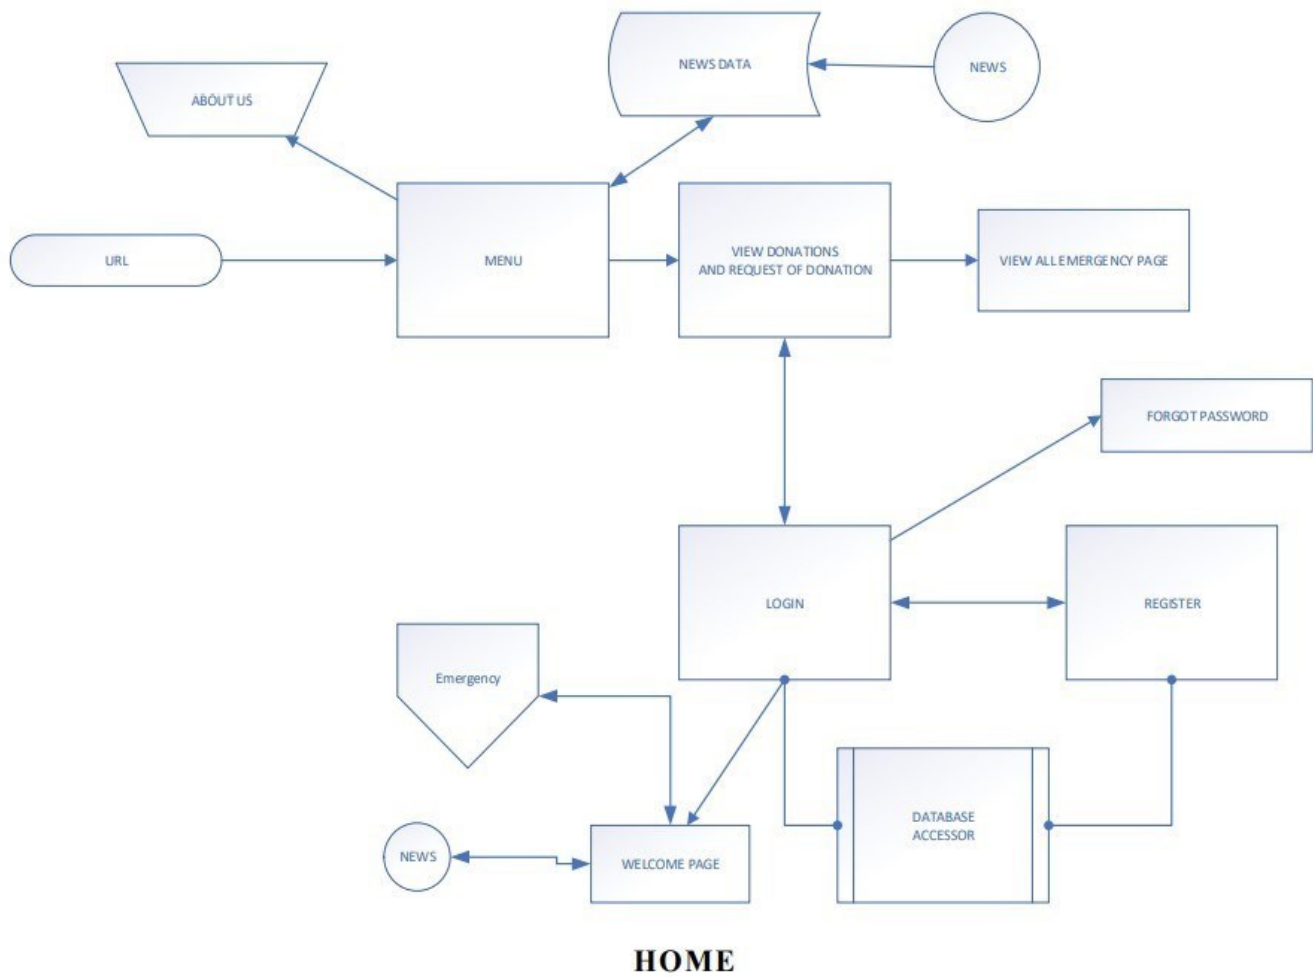 NEWS DATA
NEWS
ABOUT US
URL
MENU
VIEW DONATIONS
AND REQUEST OF DONATION
VIEW ALL EMERGENCY PAGE
FORGOT PASSWORD
LOGIN
REGISTER
Emergency
DATABASE
ACCESSOR
NEWS
WELCOME PAGE
HOME